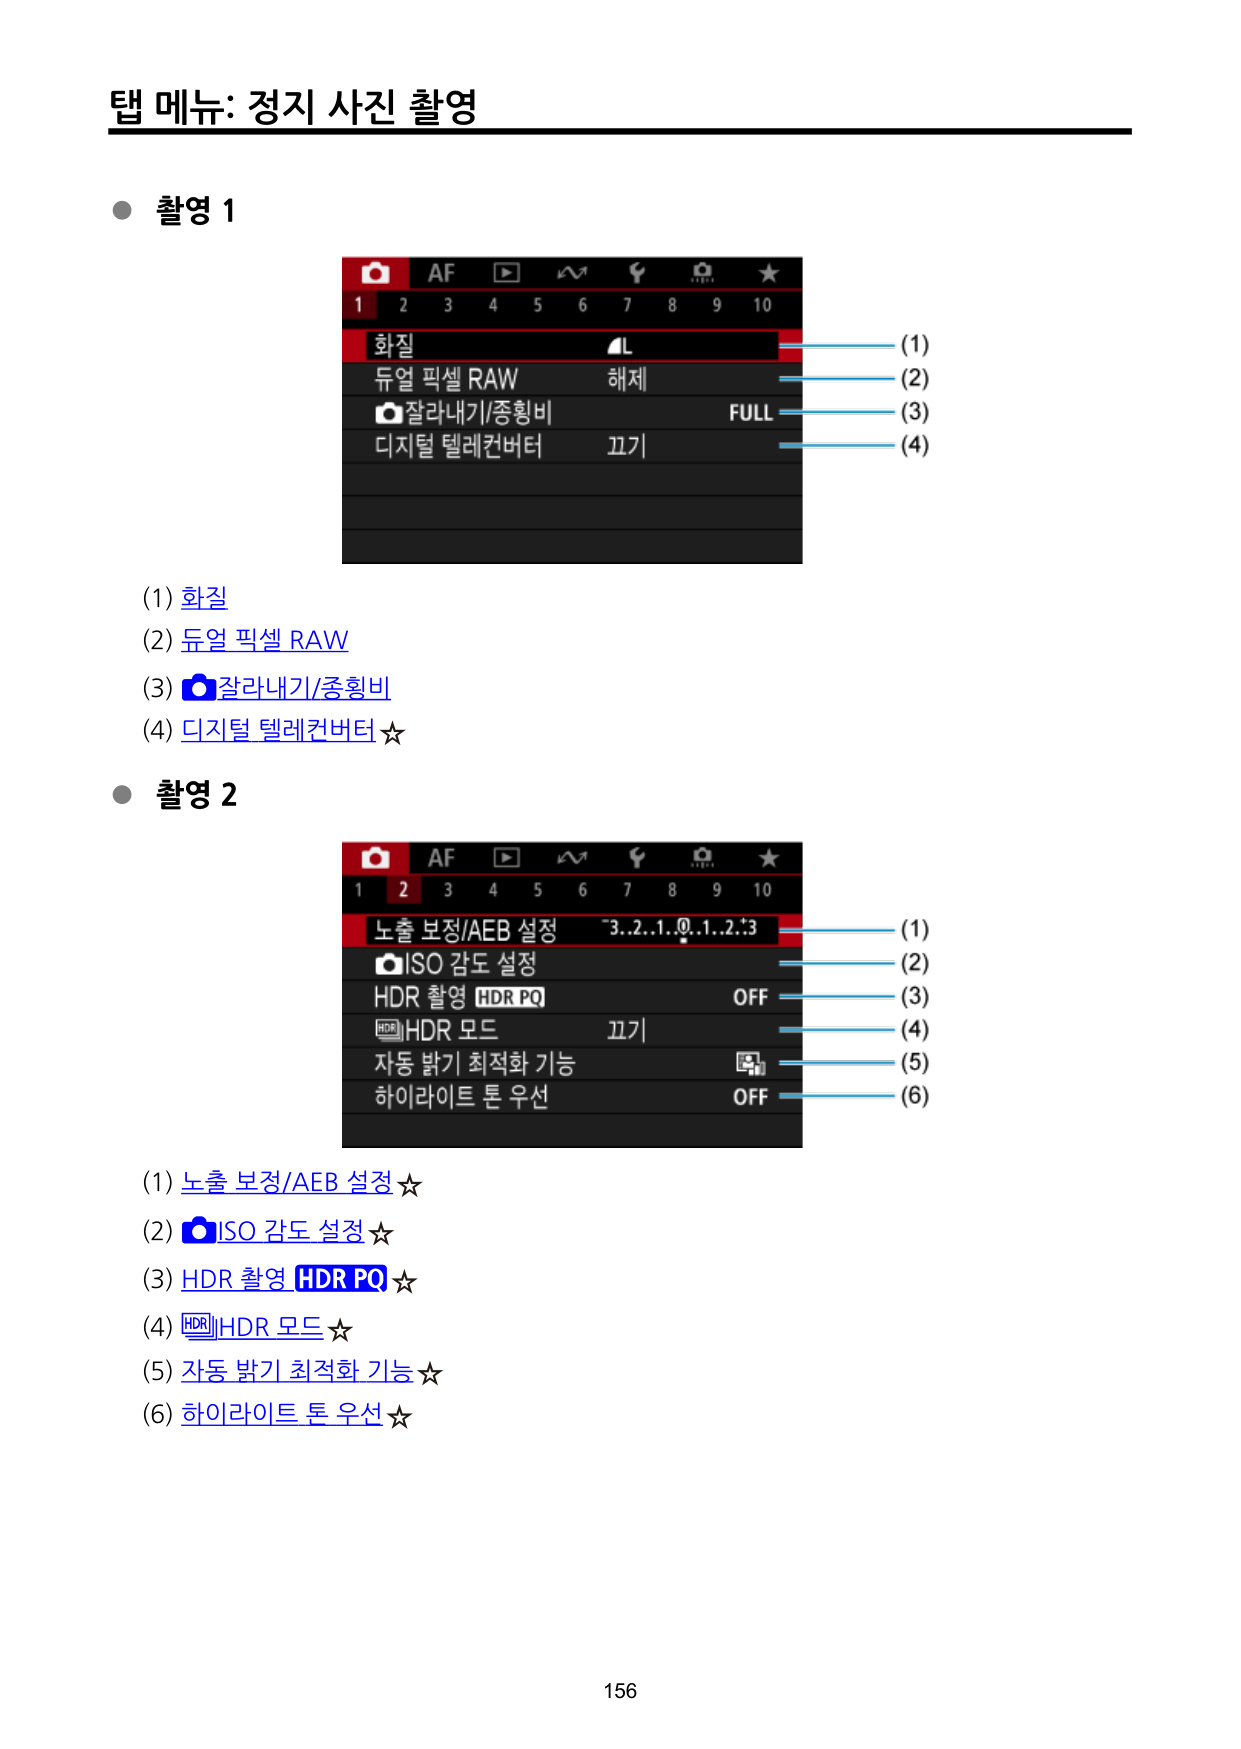 탭 메뉴: 정지 사진 촬영
● 촬영 1
AF
1 2 3 4 5 6 7 8 9 10
화질 L (1)
듀얼 픽셀 RAW 해제 (2)
잘라내기/종횡비 FULL (3)
디지털 텔레컨버터 끄기 (4)
(1) 화질
(2) 듀얼 픽셀 RAW
(3) 잘라내기/종횡비
(4) 디지털 텔레컨버터☆
● 촬영 2
AF
1 2 3 4 5 6 7 8 9 10
노출 보정/AEB 설정 -3..2..1..0..1..2.+3 (1)
ISO 감도 설정 (2)
HDR 촬영 HDR PQ OFF (3)
HDR HDR 모드 끄기 (4)
자동 밝기 최적화 기능 (5)
하이라이트 톤 우선 OFF (6)
(1) 노출 보정/AEB 설정☆
(2) ISO 감도 설정☆
(3) HDR 촬영 HDR PQ☆
(4) HDR HDR 모드☆
(5) 자동 밝기 최적화 기능☆
(6) 하이라이트 톤 우선☆
156